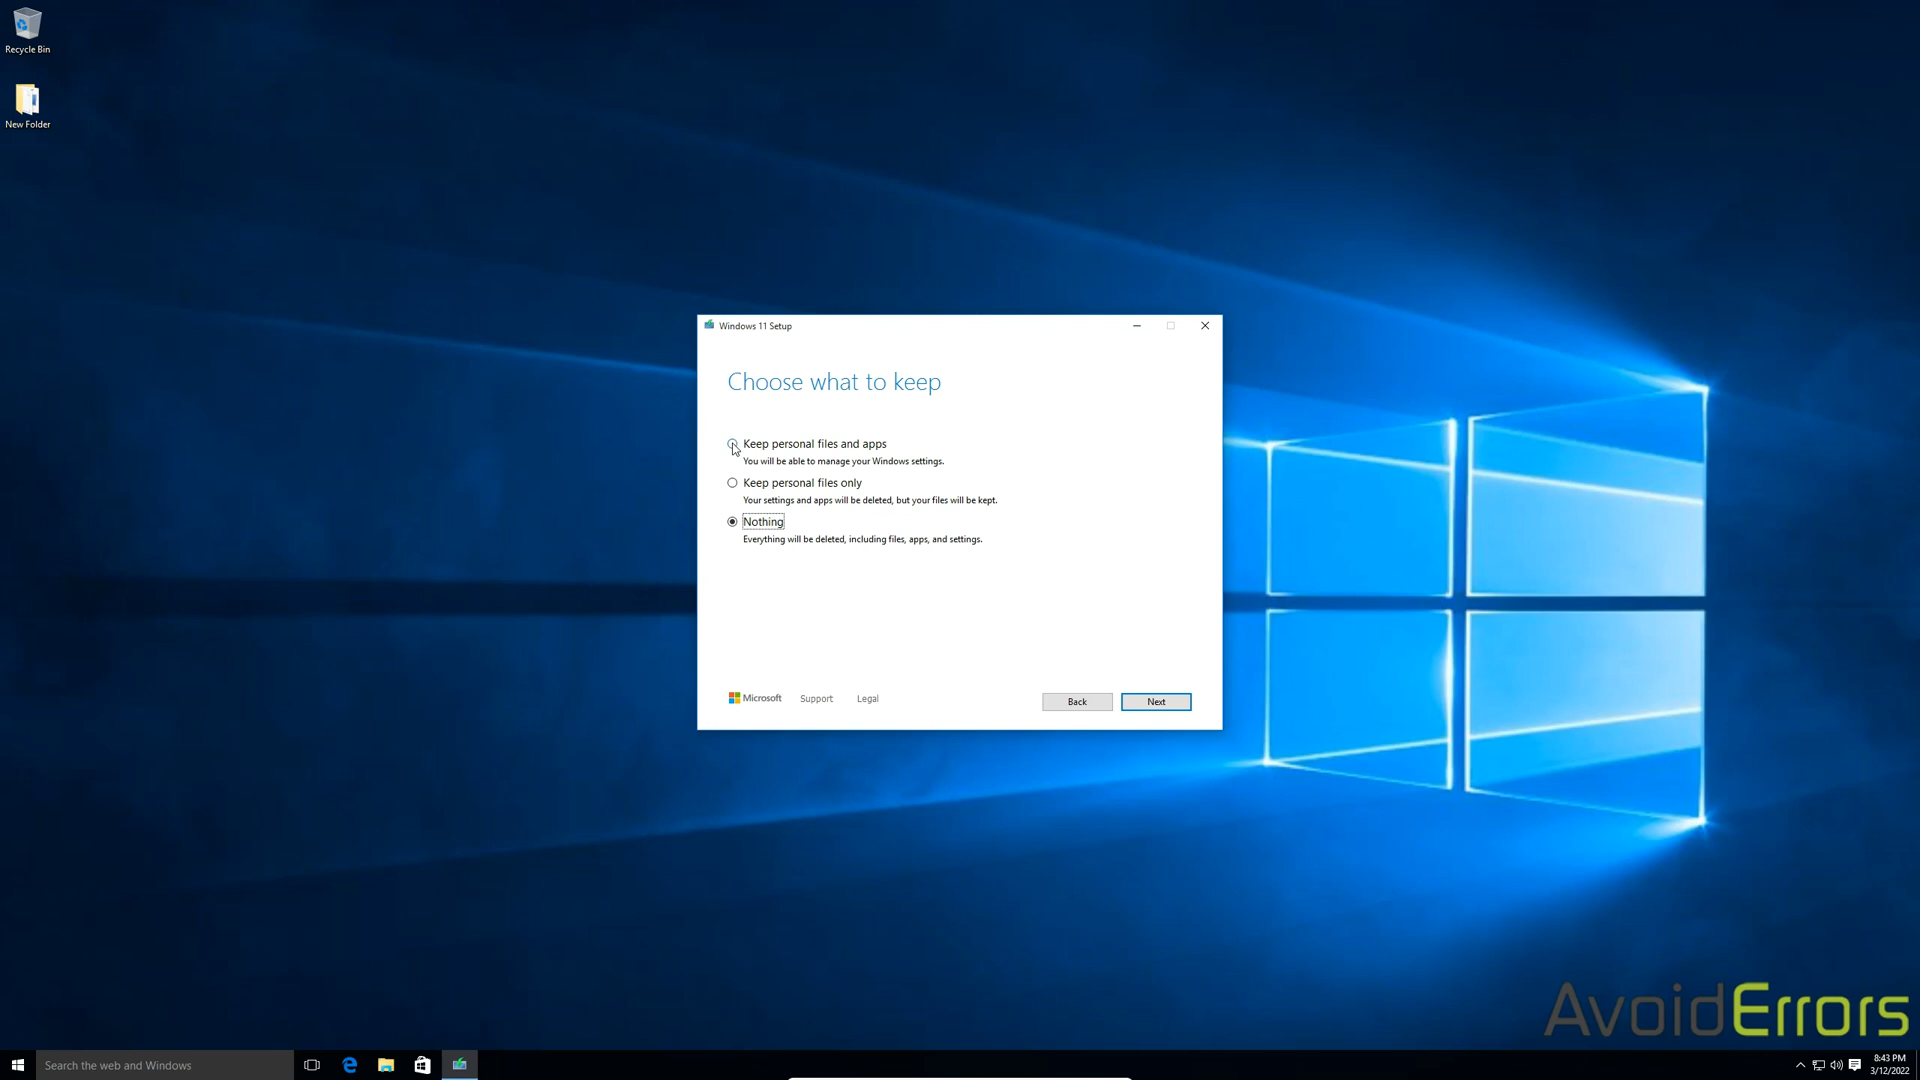 Recycle Bin
New Folder
Windows 11 Setup
Choose what to keep
Keep personal files and apps
You will be able to manage your Windows settings.
Keep personal files only
Your settings and apps will be deleted, but your files will be kept.
Nothing
Everything will be deleted, including files, apps, and settings.
Microsoft Support Legal Back Next
AvoidErrors
Search the web and Windows
8:43 PM
3/12/2022